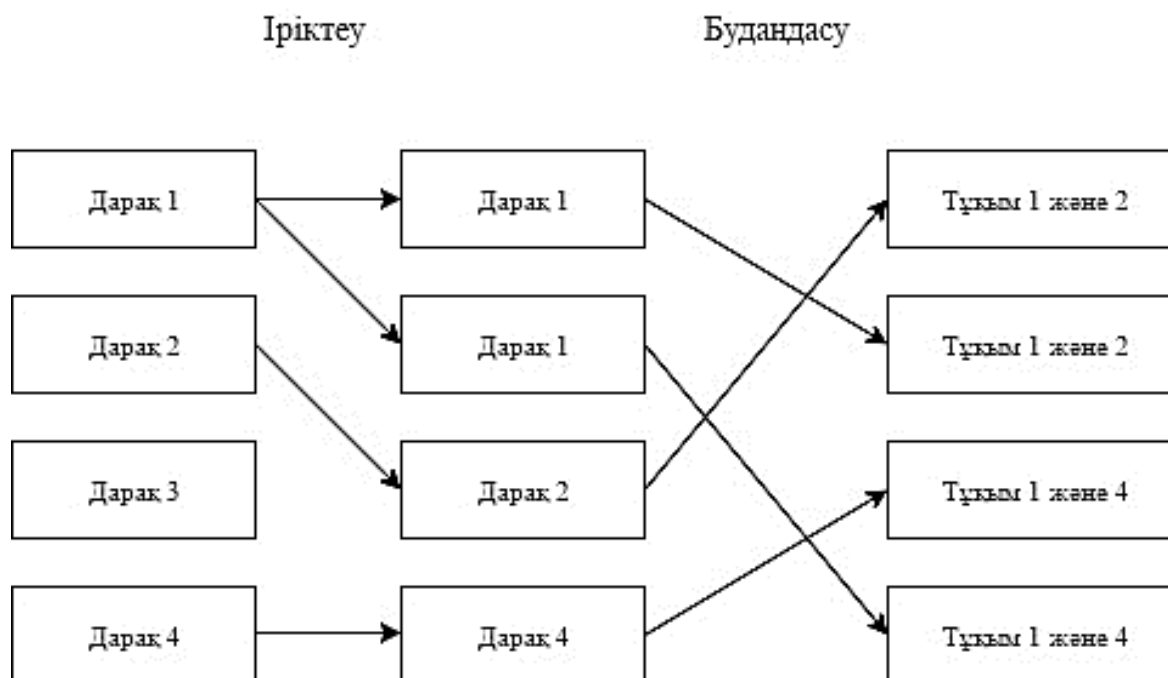 Іріктеу Будандасу
Дарақ 1 Дарақ 1 Тұқым 1 және 2
Дарақ 2 Дарақ 1 Тұқым 1 және 2
Дарақ 3 Дарақ 2 Тұқым 1 және 4
Дарақ 4 Дарақ 4 Тұқым 1 және 4